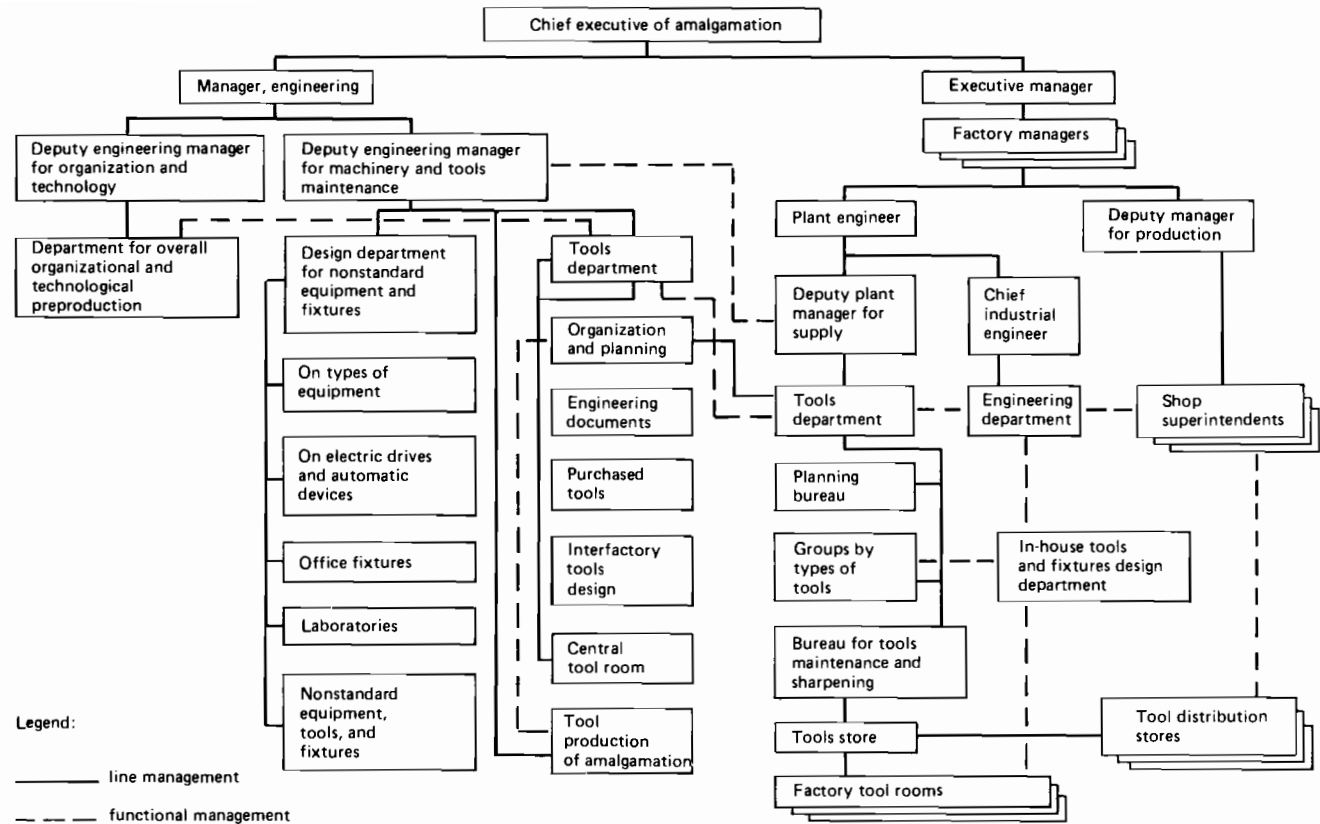 Chief executive of amalgamation
Manager, engineering
Executive manager
Factory managers
Deputy engineering manager
for organization and
technology
Deputy engineering manager
for machinery and tools
maintenance
Plant engineer
Deputy manager
for production
Department for overall
organizational and
technological
preproduction
Design department
for nonstandard
equipment and
fixtures
Tools
department
Deputy plant
manager for
supply
Chief
industrial
engineer
Organization
and planning
On types of
equipment
Engineering
documents
Tools
department
Engineering
department
Shop
superintendents
On electric drives
and automatic
devices
Purchased
tools
Planning
bureau
Office fixtures
Interfactory
tools
design
Groups by
types of
tools
In-house tools
and fixtures design
department
Laboratories
Central
tool room
Bureau for tools
maintenance and
sharpening
Nonstandard
equipment,
tools, and
fixtures
Tool
production
of amalgamation
Tools store
Tool distribution
stores
Factory tool rooms
Legend:
line management
functional management